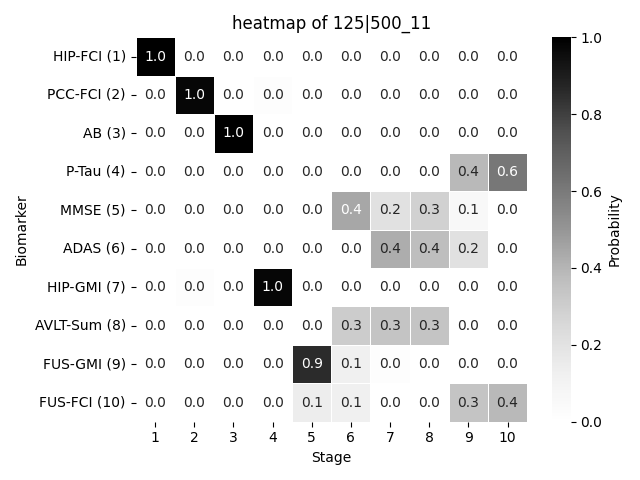 heatmap of 125|500_11
HIP-FCI (1) 1.0 0.0 0.0 0.0 0.0 0.0 0.0 0.0 0.0 0.0
PCC-FCI (2) 0.0 1.0 0.0 0.0 0.0 0.0 0.0 0.0 0.0 0.0
AB (3) 0.0 0.0 1.0 0.0 0.0 0.0 0.0 0.0 0.0 0.0
P-Tau (4) 0.0 0.0 0.0 0.0 0.0 0.0 0.0 0.0 0.4 0.6
MMSE (5) 0.0 0.0 0.0 0.0 0.0 0.4 0.2 0.3 0.1 0.0
ADAS (6) 0.0 0.0 0.0 0.0 0.0 0.0 0.4 0.4 0.2 0.0
HIP-GMI (7) 0.0 0.0 0.0 1.0 0.0 0.0 0.0 0.0 0.0 0.0
AVLT-Sum (8) 0.0 0.0 0.0 0.0 0.0 0.3 0.3 0.3 0.0 0.0
FUS-GMI (9) 0.0 0.0 0.0 0.0 0.9 0.1 0.0 0.0 0.0 0.0
FUS-FCI (10) 0.0 0.0 0.0 0.0 0.1 0.1 0.0 0.0 0.3 0.4
1 2 3 4 5 6 7 8 9 10
Stage
Biomarker
1.0
0.8
0.6
0.4
0.2
0.0
Probability